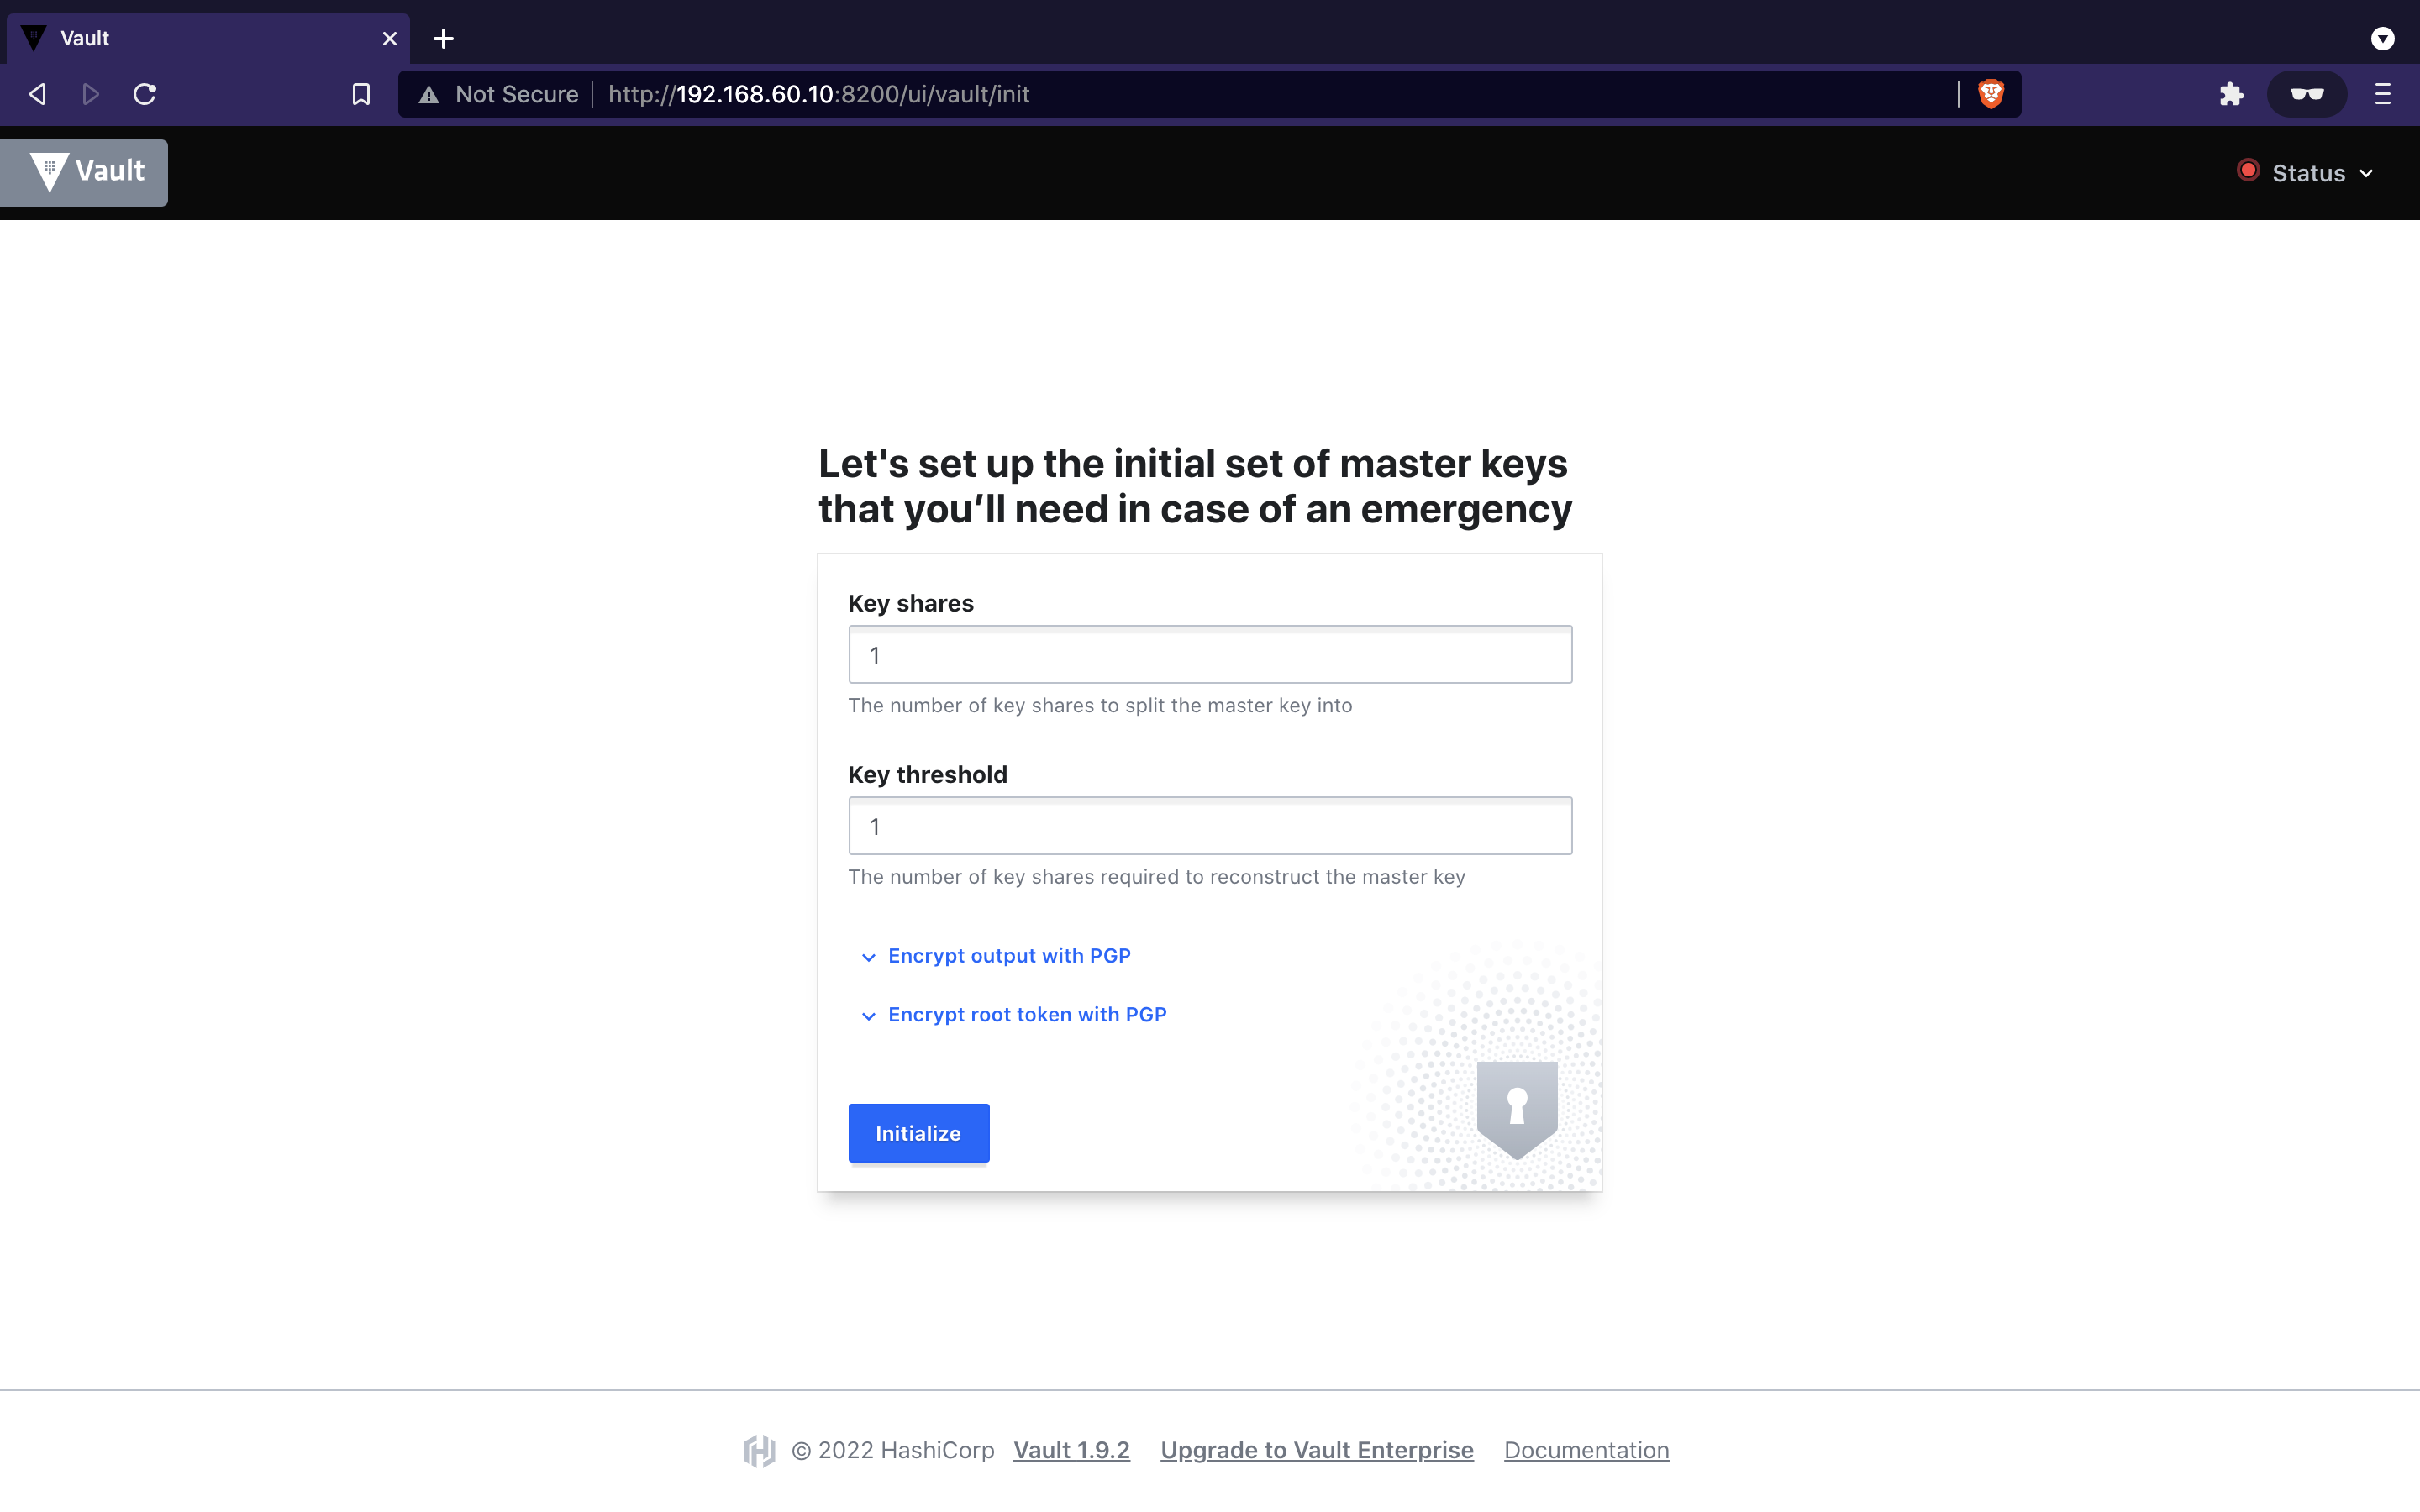 Vault
Not Secure http://192.168.60.10:8200/ui/vault/init
Vault
Status
Let's set up the initial set of master keys
that you’ll need in case of an emergency
Key shares
1
The number of key shares to split the master key into
Key threshold
1
The number of key shares required to reconstruct the master key
Encrypt output with PGP
Encrypt root token with PGP
Initialize
© 2022 HashiCorp Vault 1.9.2 Upgrade to Vault Enterprise Documentation